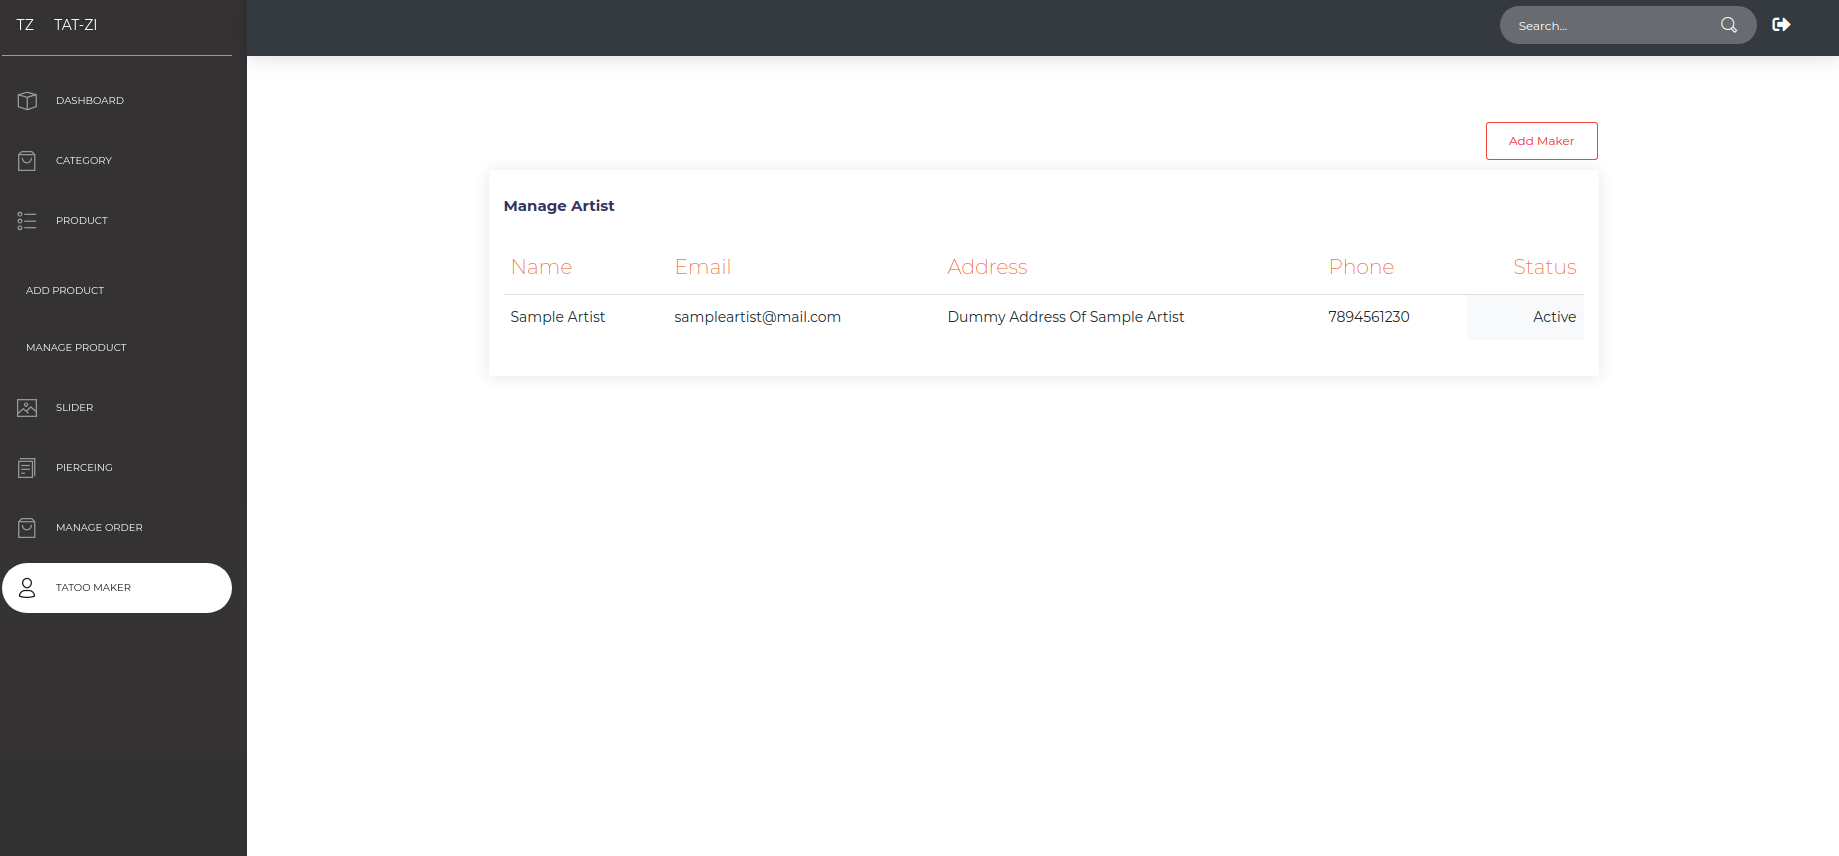 TZ TAT-ZI
Search...
DASHBOARD
CATEGORY
PRODUCT
ADD PRODUCT
MANAGE PRODUCT
SLIDER
PIERCEING
MANAGE ORDER
TATOO MAKER
Add Maker
Manage Artist
Name Email Address Phone Status
Sample Artist sampleartist@mail.com Dummy Address Of Sample Artist 7894561230 Active